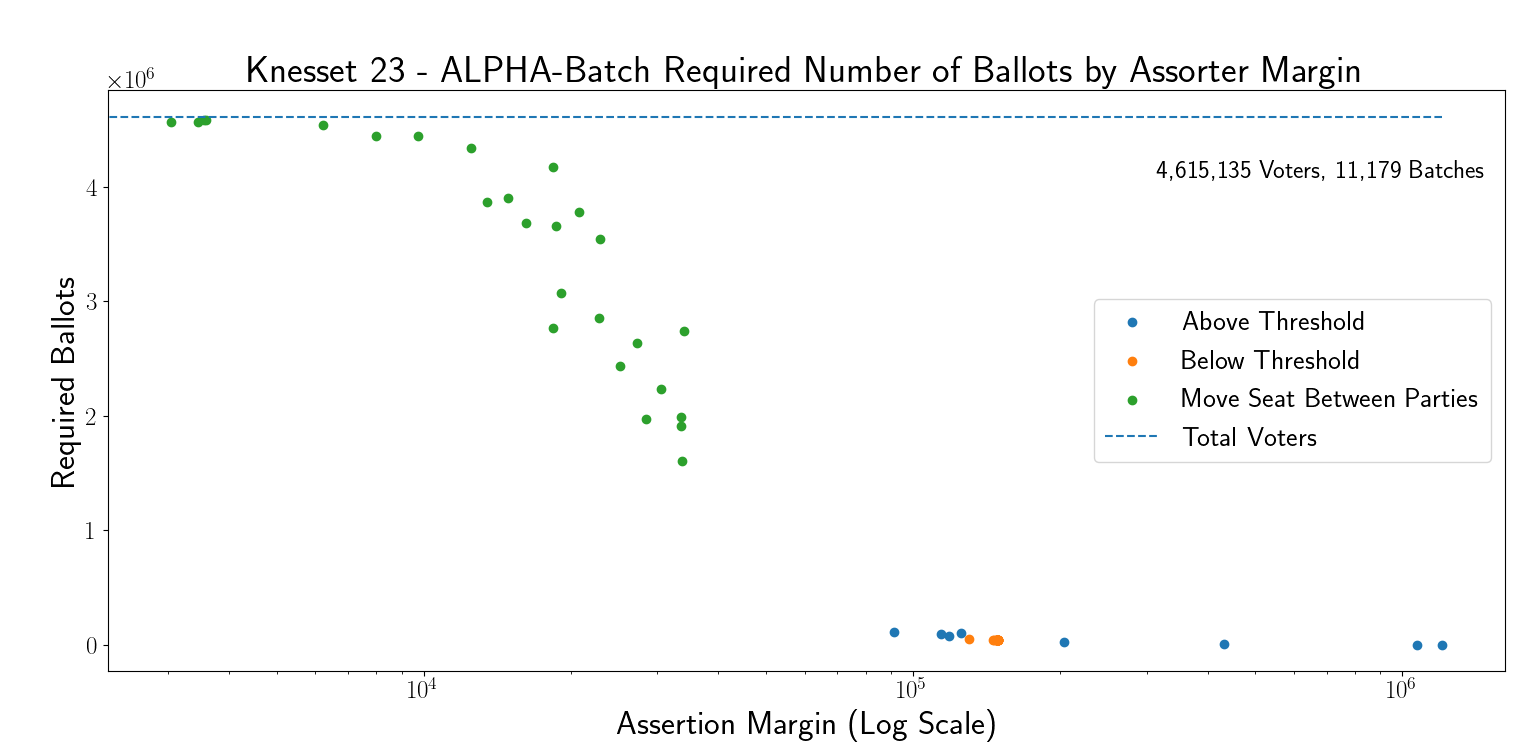 Knesset 23 - ALPHA-Batch Required Number of Ballots by Assorter Margin
×10⁶
4,615,135 Voters, 11,179 Batches
4
3
2
1
0
Required Ballots
Above Threshold
Below Threshold
Move Seat Between Parties
Total Voters
10⁴ 10⁵ 10⁶
Assertion Margin (Log Scale)